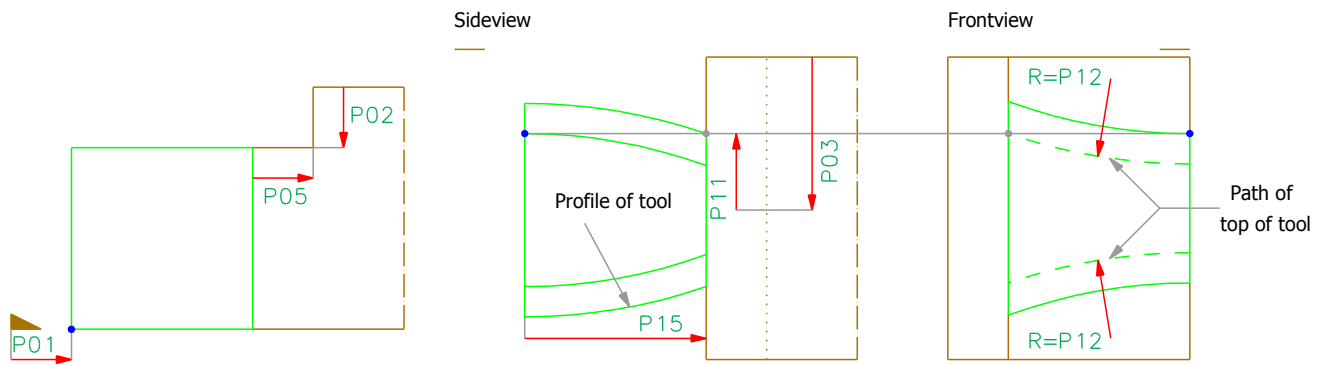 Sideview
Frontview
R=P12
P02
P03
P05
P11
Profile of tool
Path of
top of tool
P15
P01
R=P12